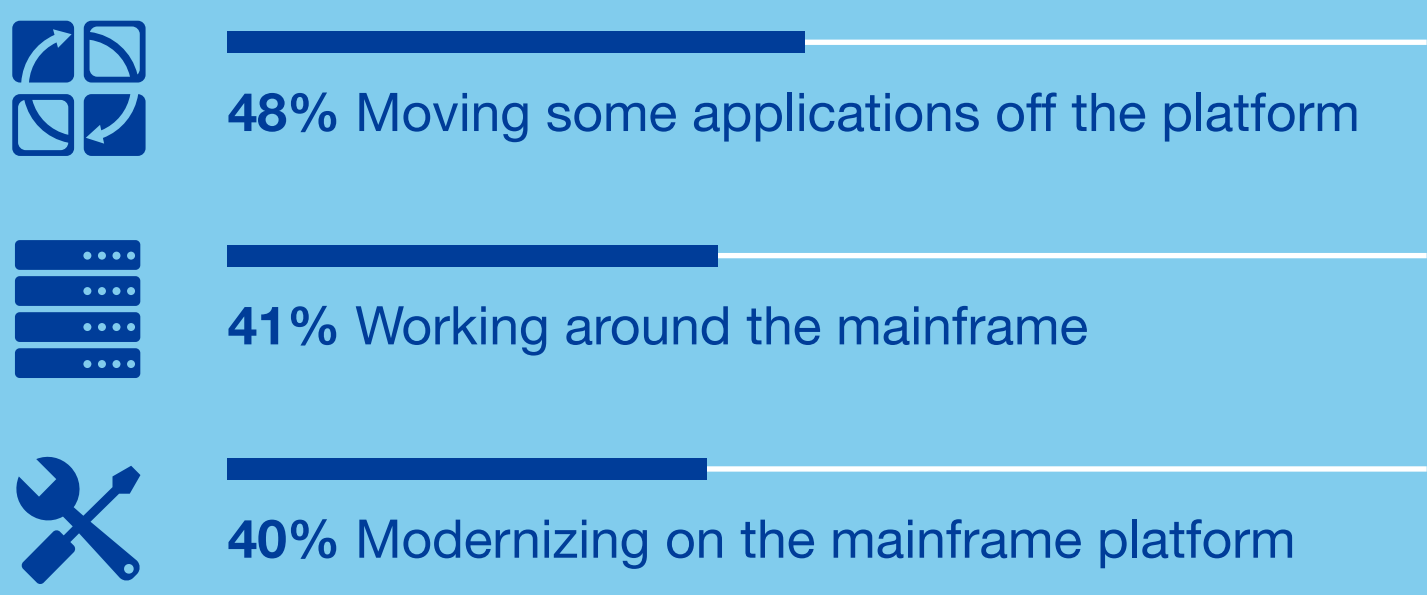 48% Moving some applications off the platform
41% Working around the mainframe
40% Modernizing on the mainframe platform